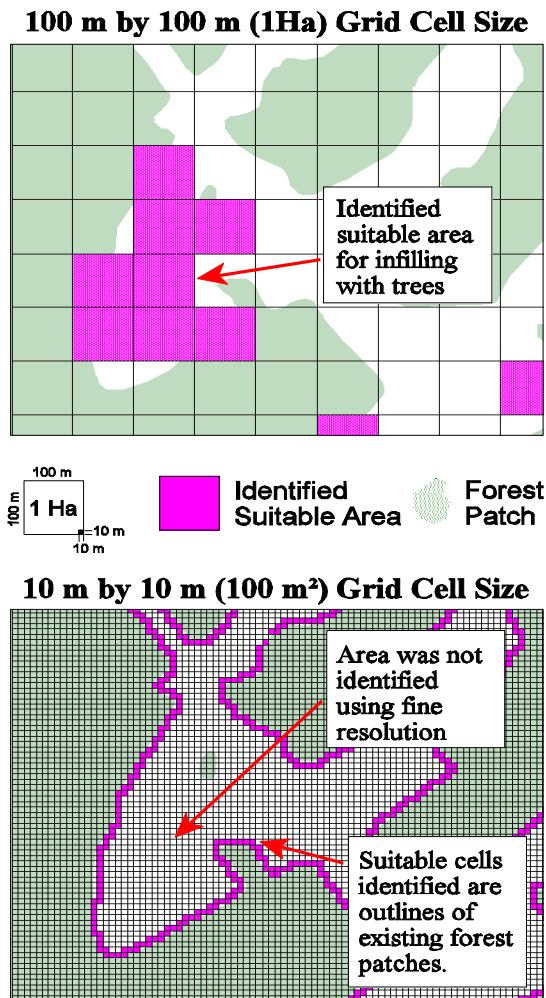 100 m by 100 m (1Ha) Grid Cell Size
Identified
suitable area
for infilling
with trees
100 m
100 m
1 Ha
10 m
10 m
Identified
Suitable Area
Forest
Patch
10 m by 10 m (100 m²) Grid Cell Size
Area was not
identified
using fine
resolution
Suitable cells
identified are
outlines of
existing forest
patches.